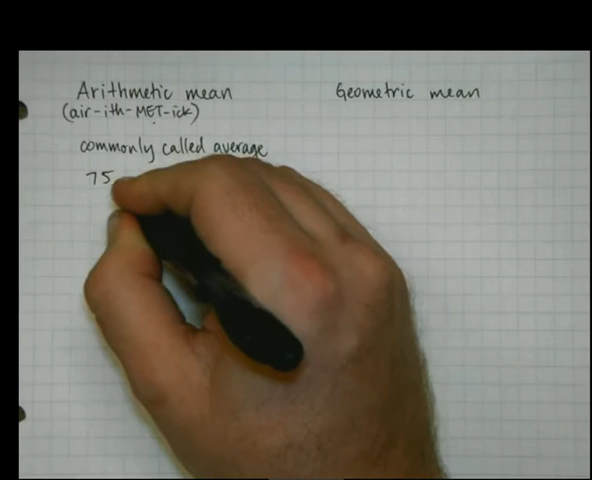 Arithmetic mean
(air-ith-MET-ick)
commonly called average
75
Geometric mean